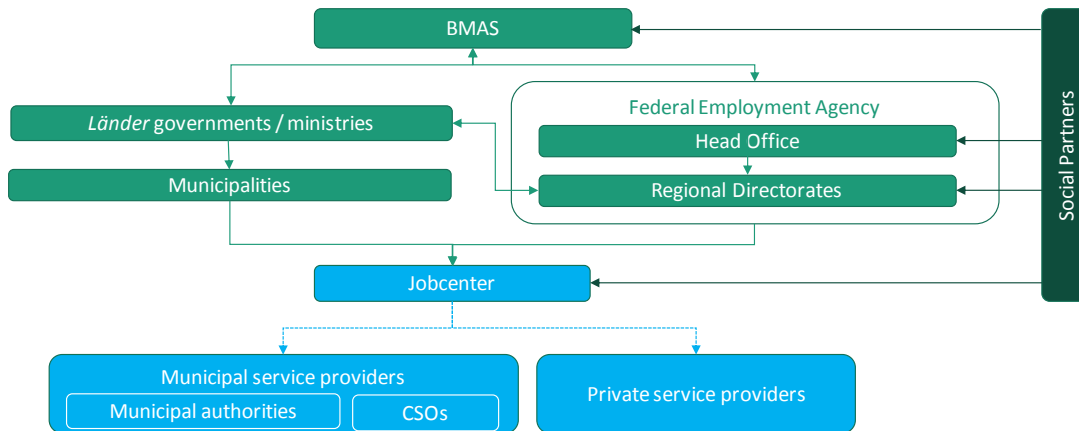 BMAS
Federal Employment Agency
Länder governments / ministries
Head Office
Municipalities
Regional Directorates
Social Partners
Jobcenter
Municipal service providers
Private service providers
Municipal authorities
CSOs